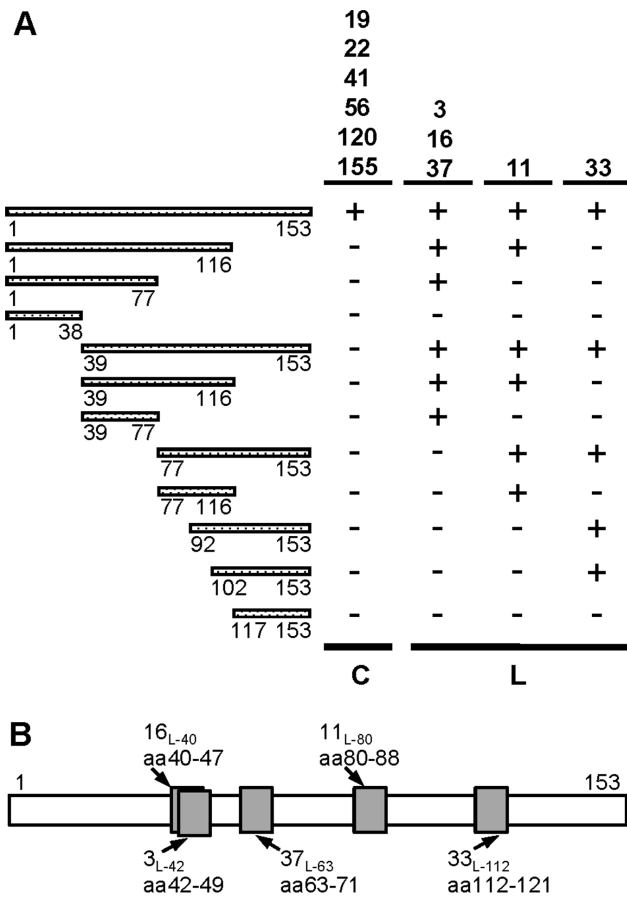 A
19
22
41
56 3
120 16
155 37 11 33
+ + + +
1 153
- + + -
1 116
- + - -
1 77
- - - -
1 38
- + + +
39 153
- + + -
39 116
- + - -
39 77
- - + +
77 153
- - + -
77 116
- - - +
92 153
- - - +
102 153
- - - -
117 153
C L
B
16L-40 11L-80
aa40-47 aa80-88
1 153
3L-42 37L-63 33L-112
aa42-49 aa63-71 aa112-121